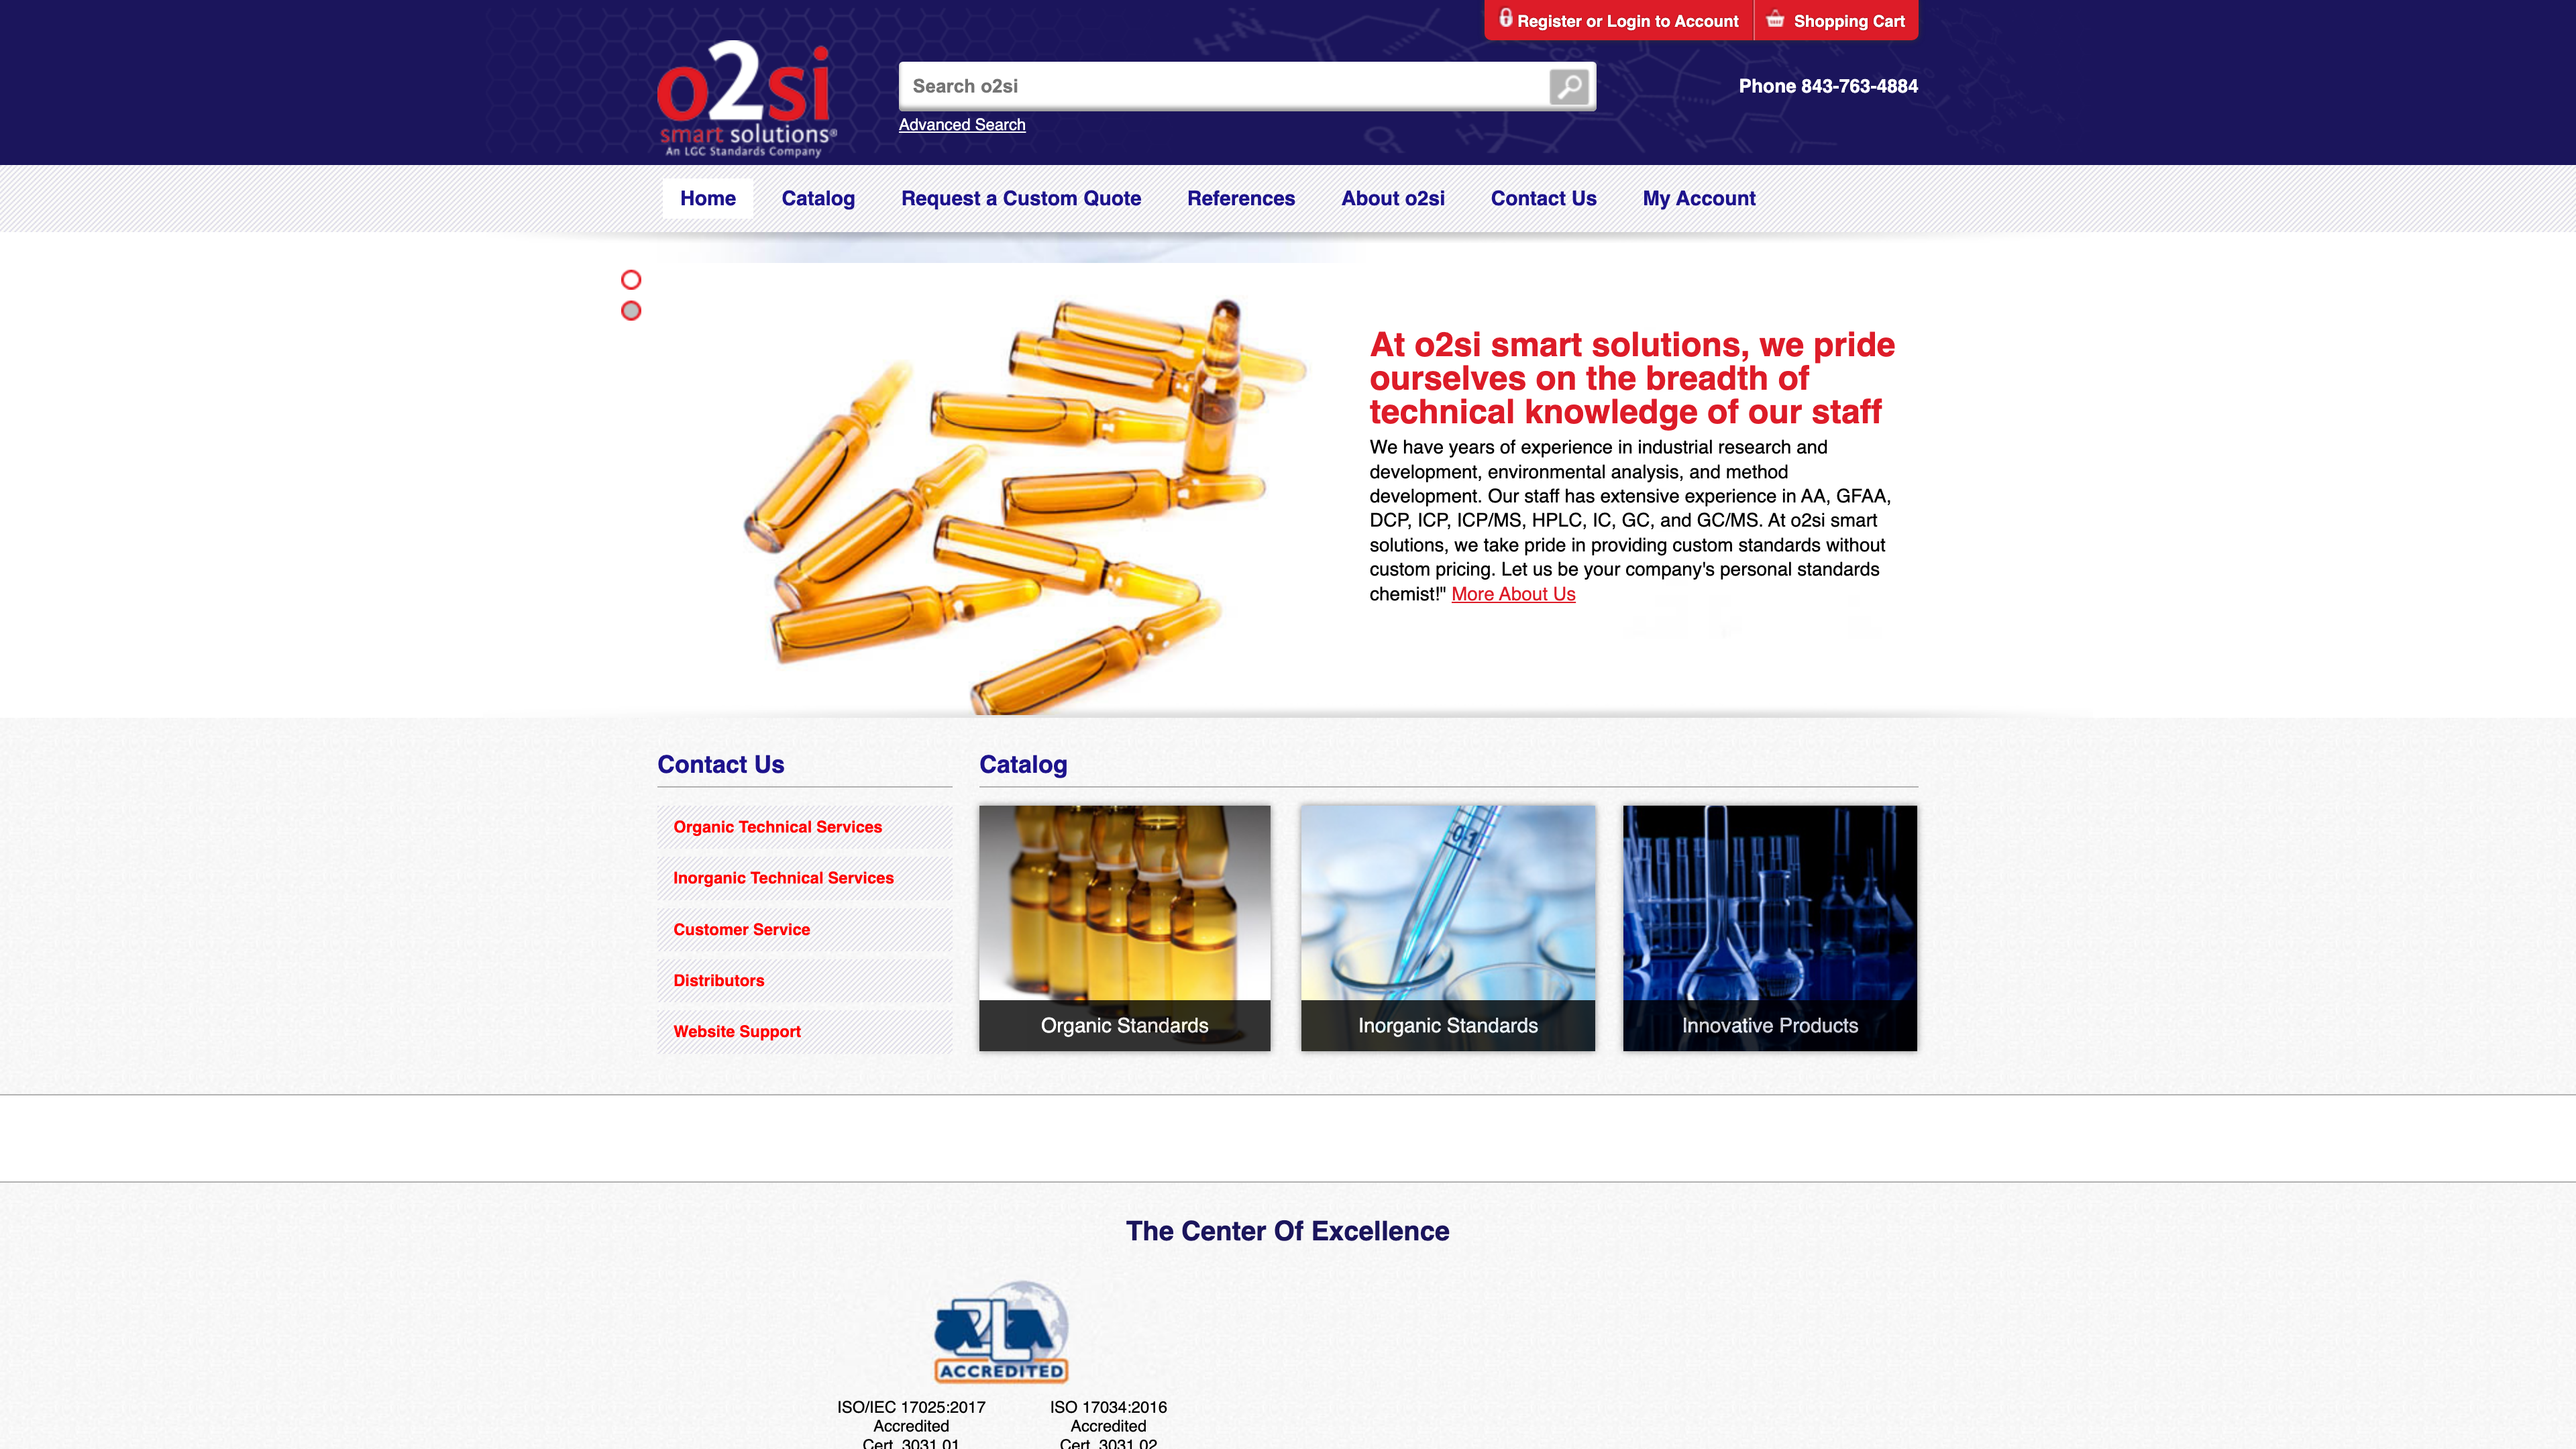 Register or Login to Account
Shopping Cart
o2si
smart solutions®
An LGC Standards Company
Search o2si
Phone 843-763-4884
Advanced Search
Home
Catalog
Request a Custom Quote
References
About o2si
Contact Us
My Account
At o2si smart solutions, we pride
ourselves on the breadth of
technical knowledge of our staff
We have years of experience in industrial research and
development, environmental analysis, and method
development. Our staff has extensive experience in AA, GFAA,
DCP, ICP, ICP/MS, HPLC, IC, GC, and GC/MS. At o2si smart
solutions, we take pride in providing custom standards without
custom pricing. Let us be your company's personal standards
chemist!" More About Us
Contact Us
Organic Technical Services
Inorganic Technical Services
Customer Service
Distributors
Website Support
Catalog
0.1
Organic Standards
Inorganic Standards
Innovative Products
The Center Of Excellence
a2la
ACCREDITED
ISO/IEC 17025:2017
Accredited
Cert. 3031.01
ISO 17034:2016
Accredited
Cert. 3031.02